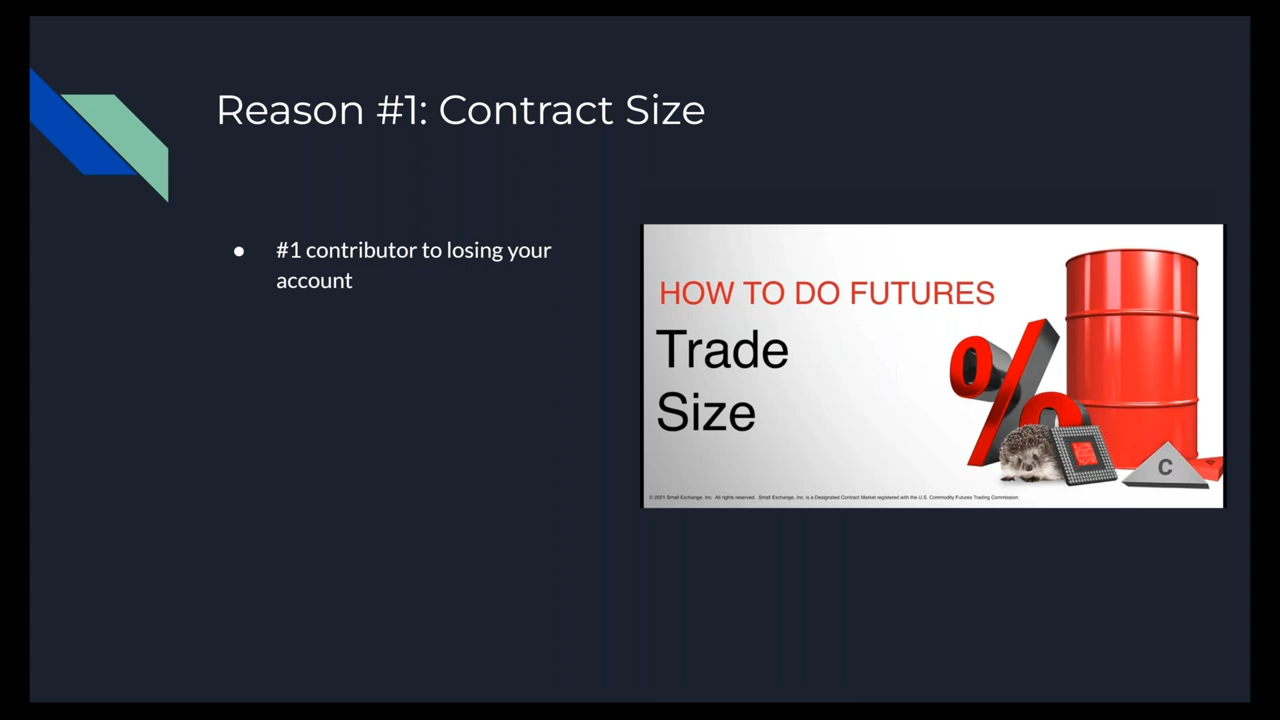 Reason #1: Contract Size
● #1 contributor to losing your
account
HOW TO DO FUTURES
Trade
Size
%
C
© 2021 Small Exchange, Inc. All rights reserved. Small Exchange, Inc. is a Designated Contract Market registered with the U.S. Commodity Futures Trading Commission.